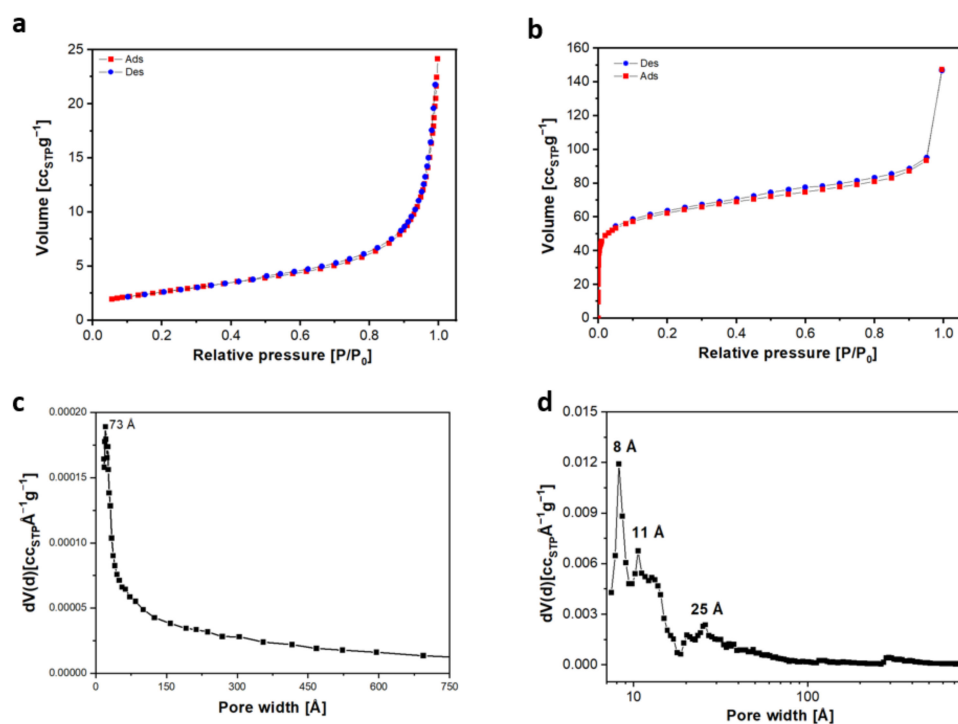 a
25
20
15
10
5
0
Volume [cc_STP g⁻¹]
Ads
Des
0.0 0.2 0.4 0.6 0.8 1.0
Relative pressure [P/P₀]
b
160
140
120
100
80
60
40
20
0
Volume [cc_STP g⁻¹]
Des
Ads
0.0 0.2 0.4 0.6 0.8 1.0
Relative pressure [P/P₀]
c
0.00020
0.00015
0.00010
0.00005
0.00000
dV(d)[cc_STP Å⁻¹g⁻¹]
73 Å
0 150 300 450 600 750
Pore width [Å]
d
0.015
0.012
0.009
0.006
0.003
0.000
dV(d)[cc_STP Å⁻¹g⁻¹]
8 Å
11 Å
25 Å
10 100
Pore width [Å]